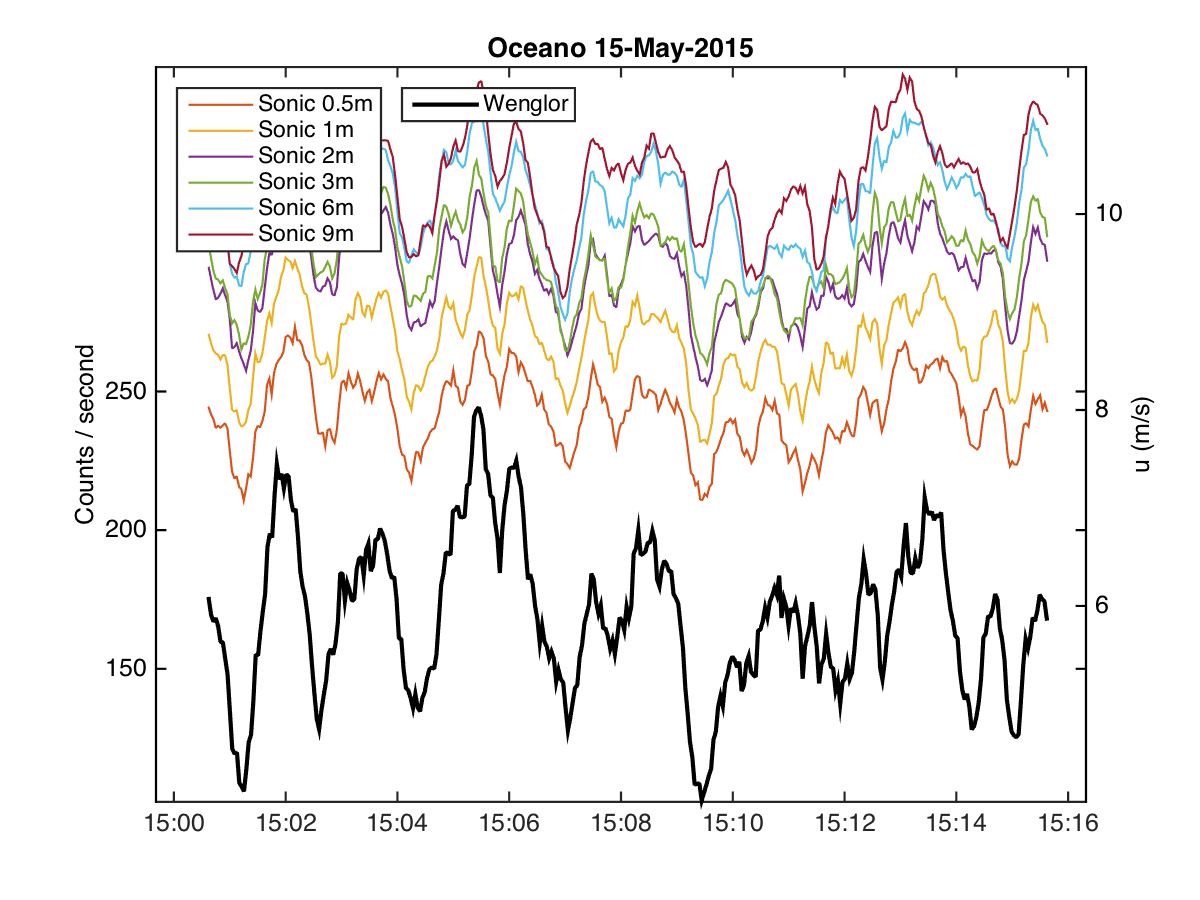 Oceano 15-May-2015
Sonic 0.5m
Sonic 1m
Sonic 2m
Sonic 3m
Sonic 6m
Sonic 9m
Wenglor
Counts / second
250
200
150
10
8
6
u (m/s)
15:00 15:02 15:04 15:06 15:08 15:10 15:12 15:14 15:16